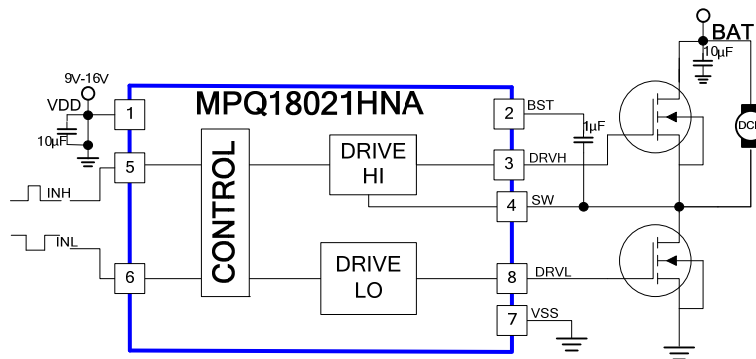 BAT
10µF
9V-16V
VDD
MPQ18021HNA
1
2
BST
10µF
1µF
CONTROL
DRIVE
HI
5
3
DRVH
INH
4
SW
INL
DRIVE
LO
6
8
DRVL
7
VSS